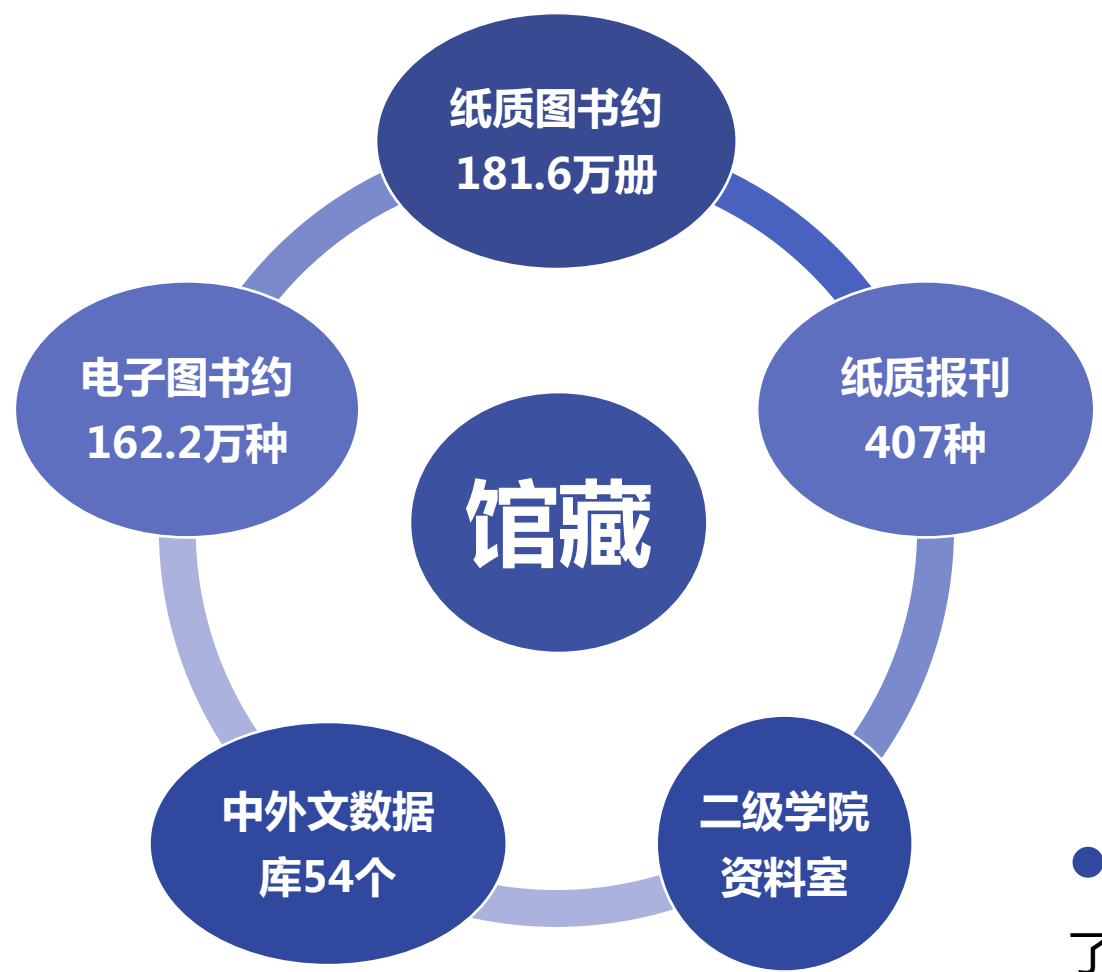 纸质图书约
181.6万册
电子图书约
162.2万种
纸质报刊
407种
馆藏
中外文数据
库54个
二级学院
资料室
●
了